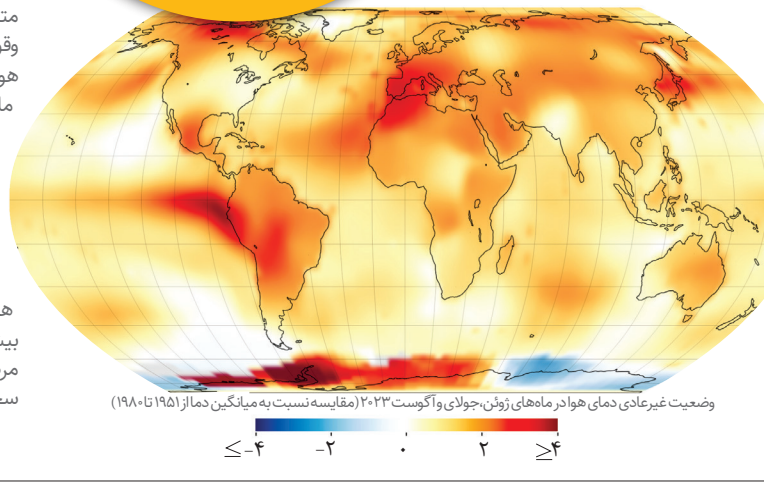 وضعیت غیرعادی دمای هوا در ماه‌های ژوئن، جولای و آگوست ۲۰۲۳ (مقایسه نسبت به میانگین دما از ۱۹۵۱ تا ۱۹۸۰)
≤ -۴ -۲ ۰ ۲ ≥۴